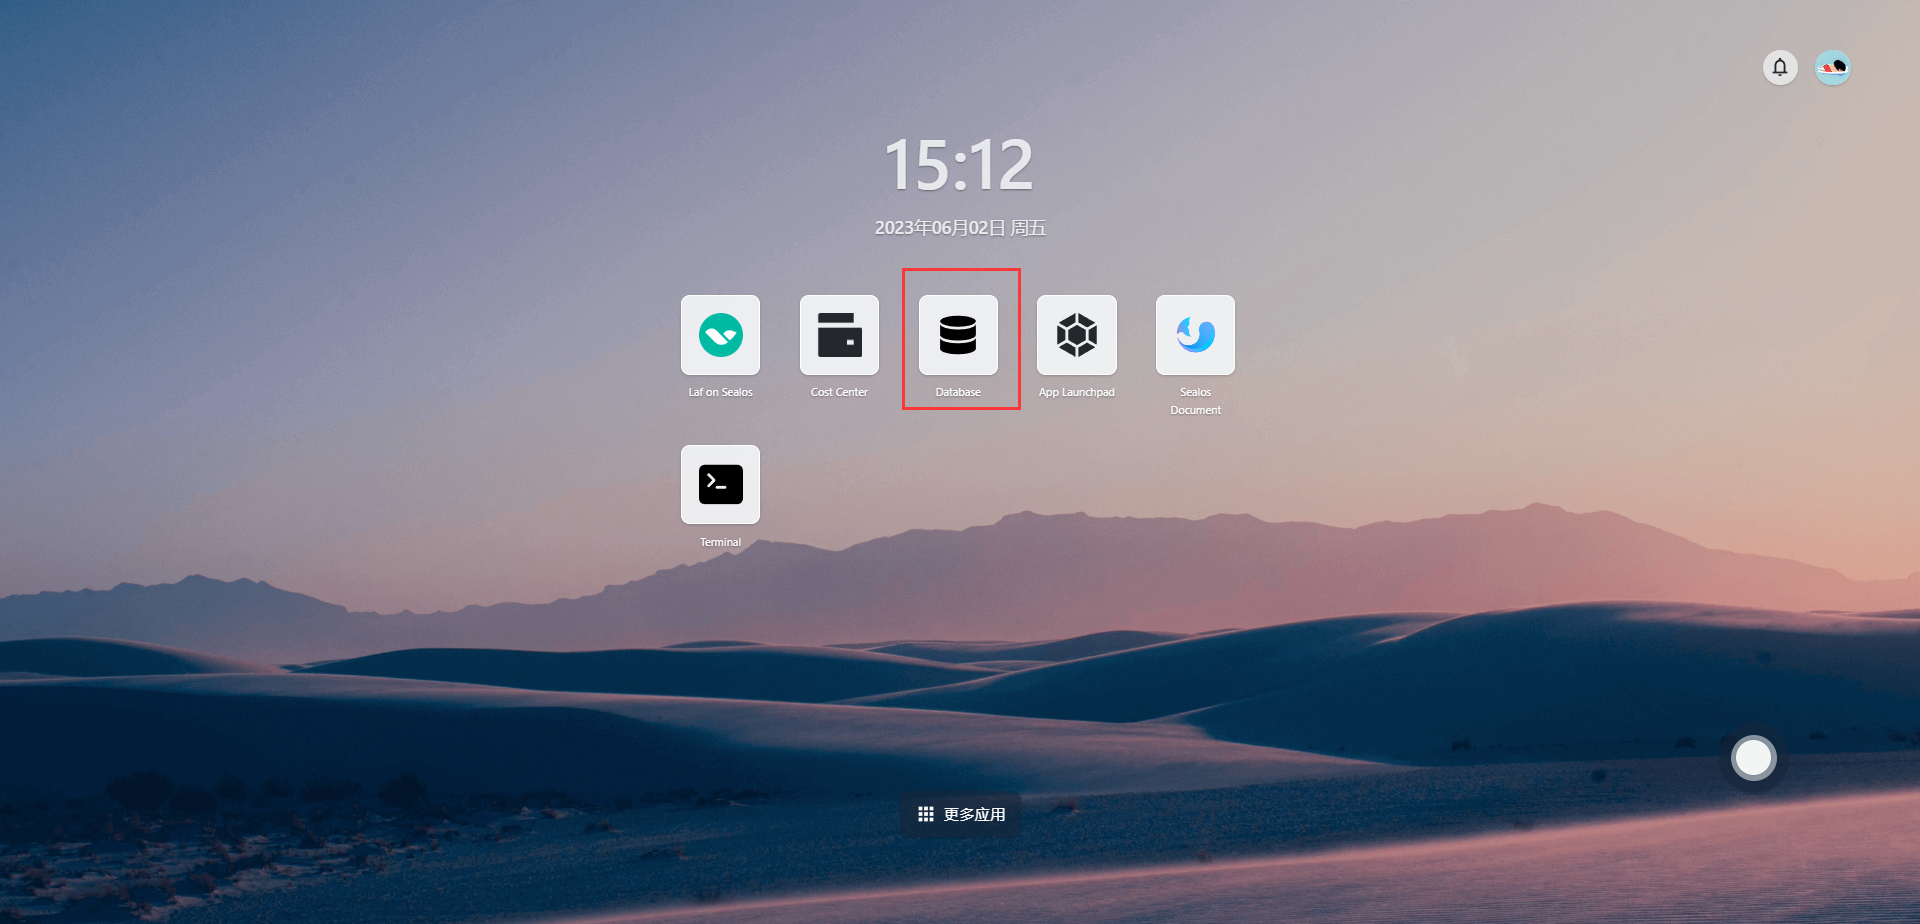 15:12
2023年06月02日 周五
Laf on Sealos
Cost Center
Database
App Launchpad
Sealos
Document
Terminal
更多应用